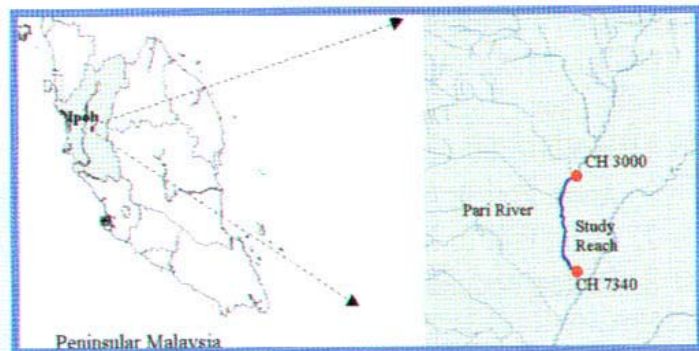 Ipoh
Peninsular Malaysia
CH 3000
Pari River
Study
Reach
CH 7340